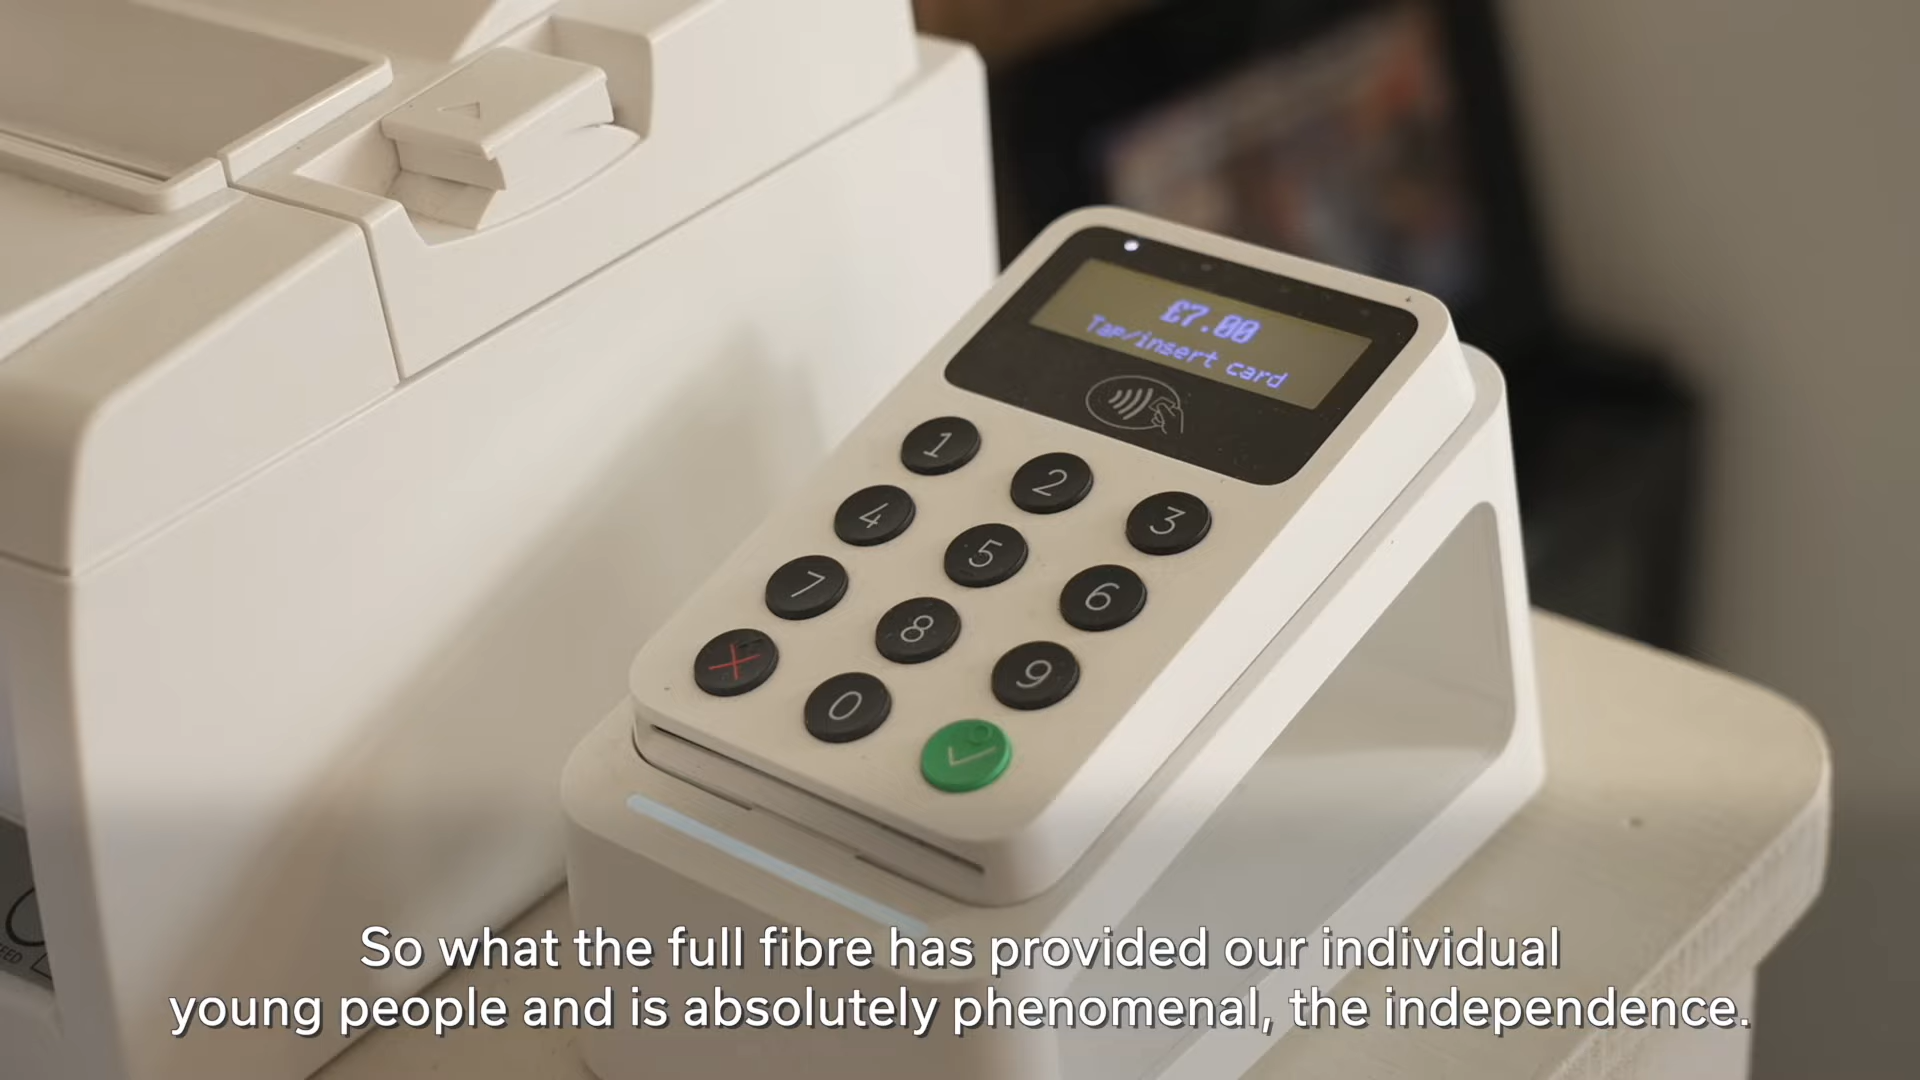 £7.00
Tap/insert card
1 2 3
4 5 6
7 8 9
0
So what the full fibre has provided our individual
young people and is absolutely phenomenal, the independence.